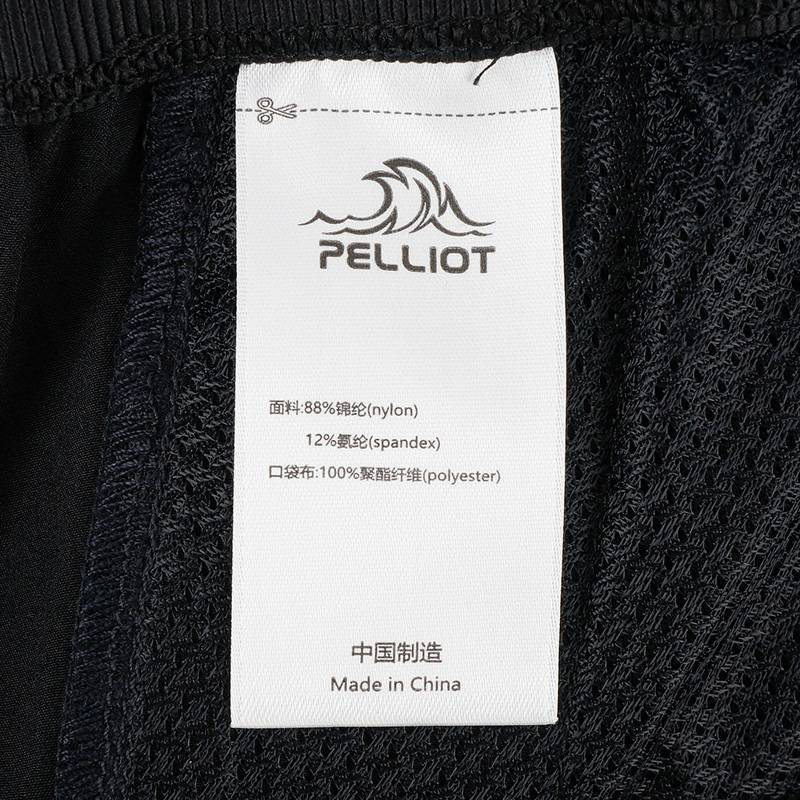 PELLIOT
面料:88%锦纶(nylon)
12%氨纶(spandex)
口袋布:100%聚酯纤维(polyester)
中国制造
Made in China